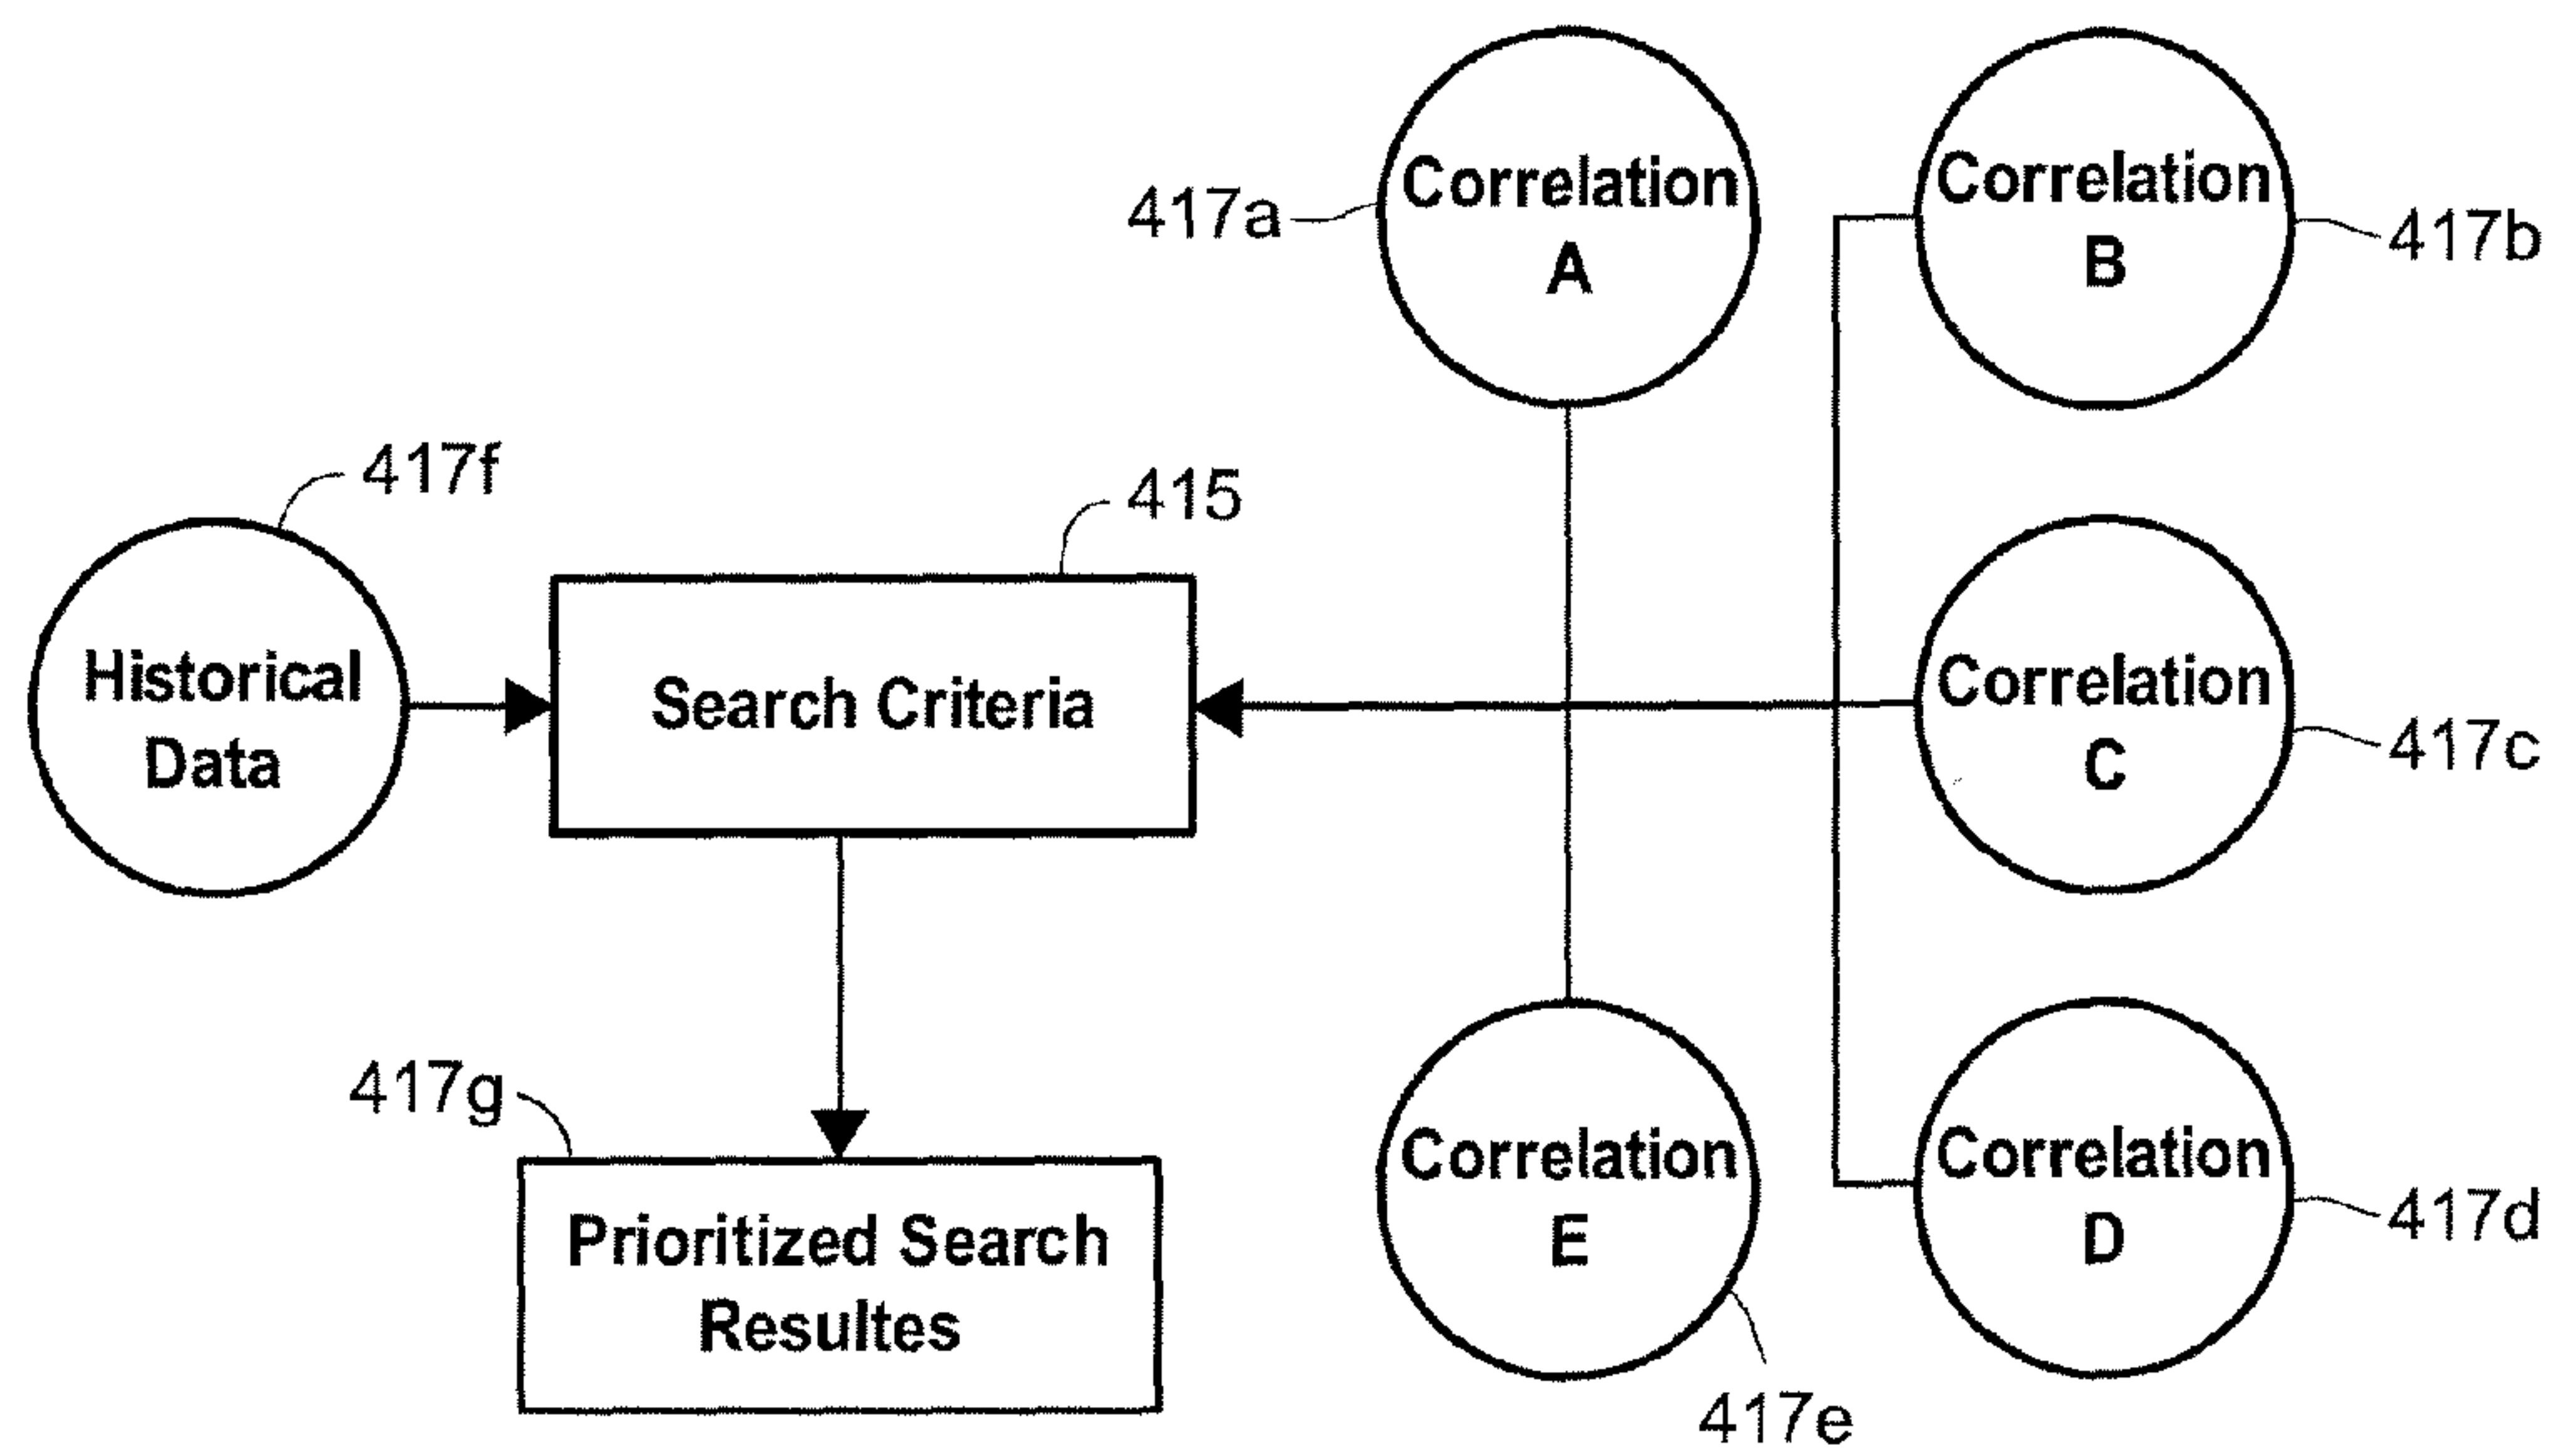 Correlation
A
417a
Correlation
B
417b
417f
415
Historical
Data
Search Criteria
Correlation
C
417c
417g
Prioritized Search
Resultes
Correlation
E
417e
Correlation
D
417d